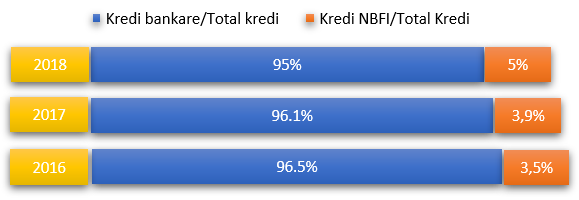 Kredi bankare/Total kredi Kredi NBFI/Total Kredi
2018 95% 5%
2017 96.1% 3,9%
2016 96.5% 3,5%